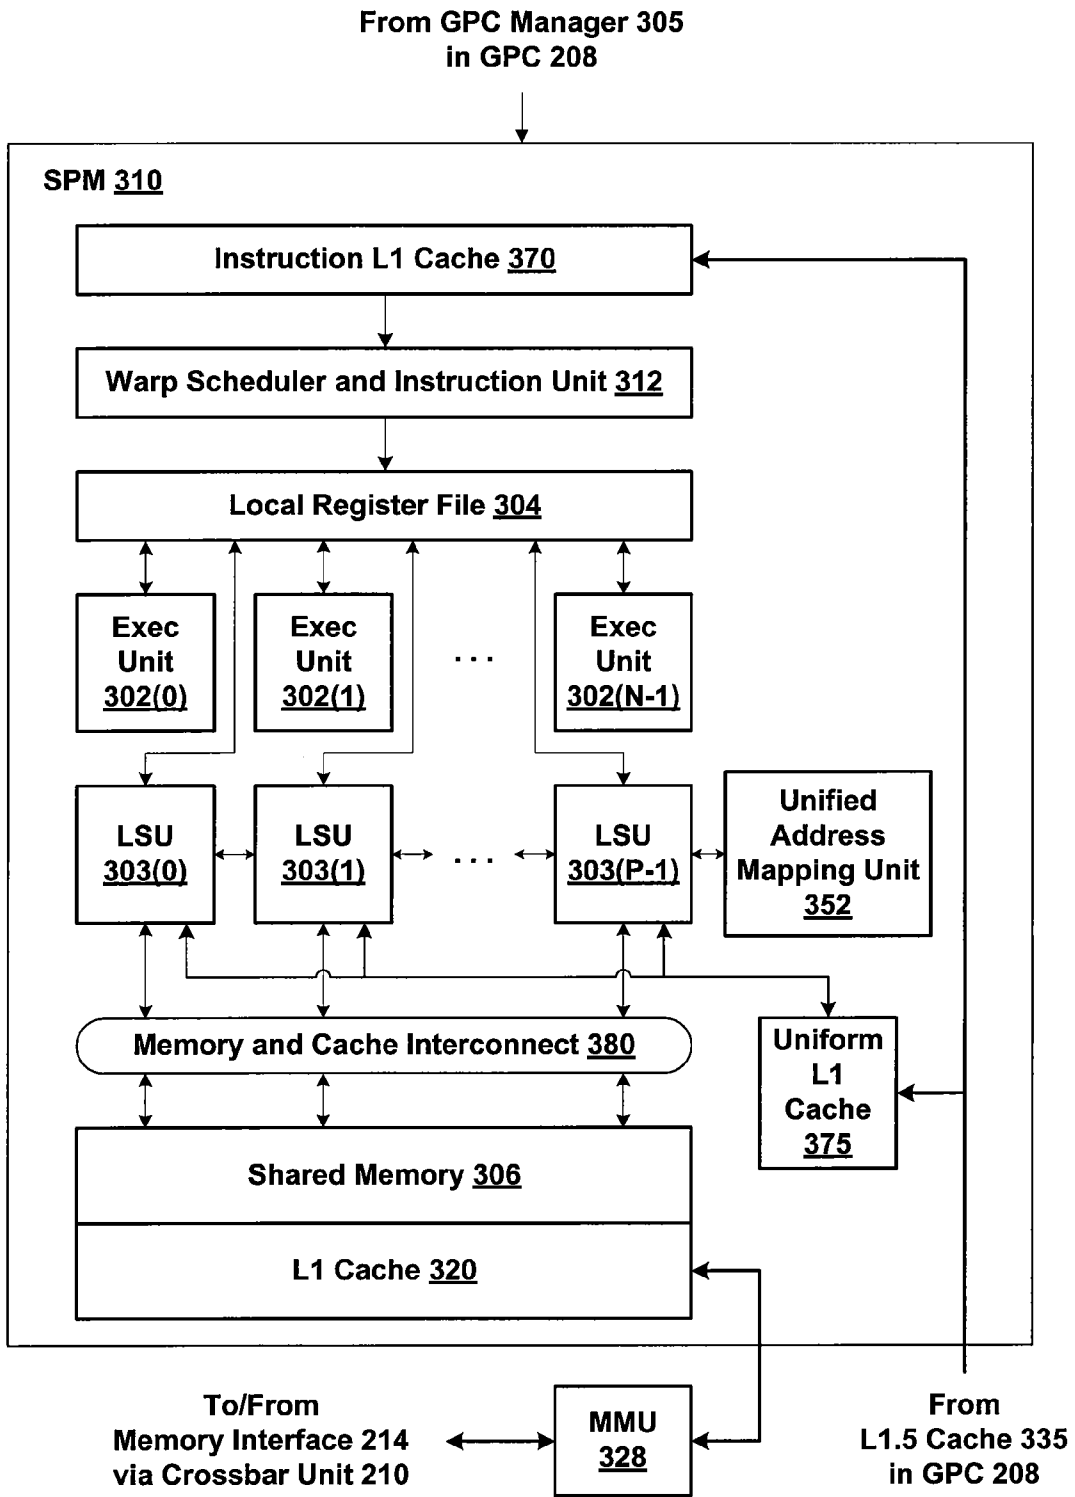 From GPC Manager 305
in GPC 208
SPM 310
Instruction L1 Cache 370
Warp Scheduler and Instruction Unit 312
Local Register File 304
Exec
Unit
302(0)
Exec
Unit
302(1)
. . .
Exec
Unit
302(N-1)
LSU
303(0)
LSU
303(1)
. . .
LSU
303(P-1)
Unified
Address
Mapping Unit
352
Memory and Cache Interconnect 380
Uniform
L1
Cache
375
Shared Memory 306
L1 Cache 320
To/From
Memory Interface 214
via Crossbar Unit 210
MMU
328
From
L1.5 Cache 335
in GPC 208